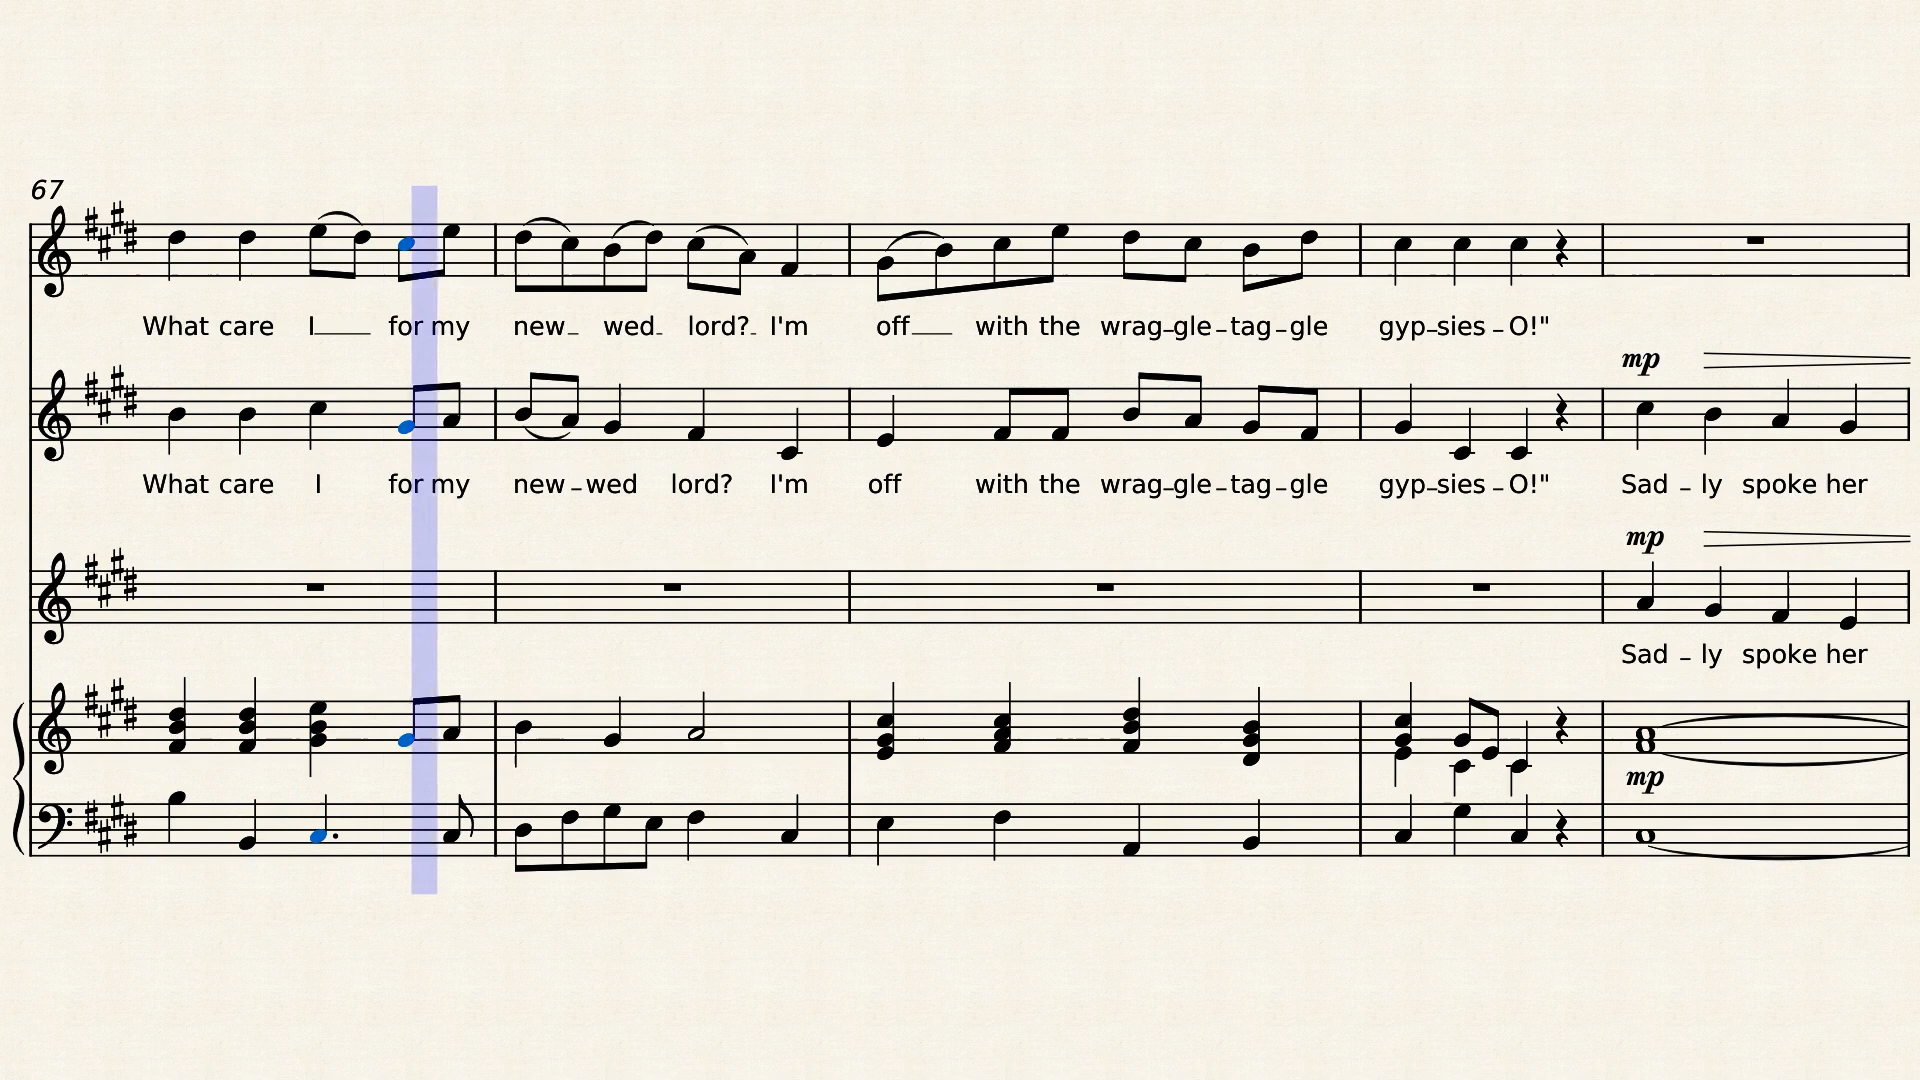 67
What care I for my new wed lord? I'm off with the wrag-gle-tag-gle gyp-sies-O!"
mp
What care I for my new-wed lord? I'm off with the wrag-gle-tag-gle gyp-sies-O!" Sad-ly spoke her
mp
Sad-ly spoke her
mp